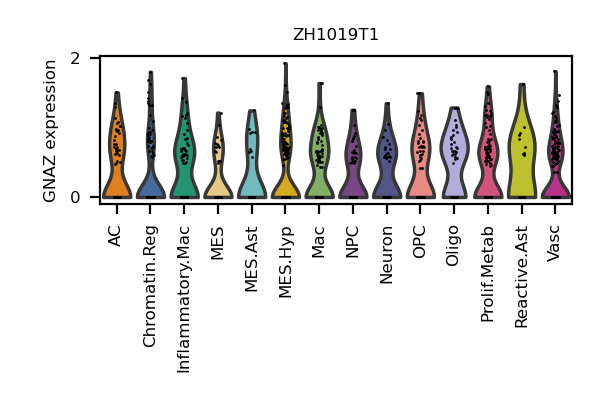 ZH1019T1
GNAZ expression
2
0
AC
Chromatin.Reg
Inflammatory.Mac
MES
MES.Ast
MES.Hyp
Mac
NPC
Neuron
OPC
Oligo
Prolif.Metab
Reactive.Ast
Vasc